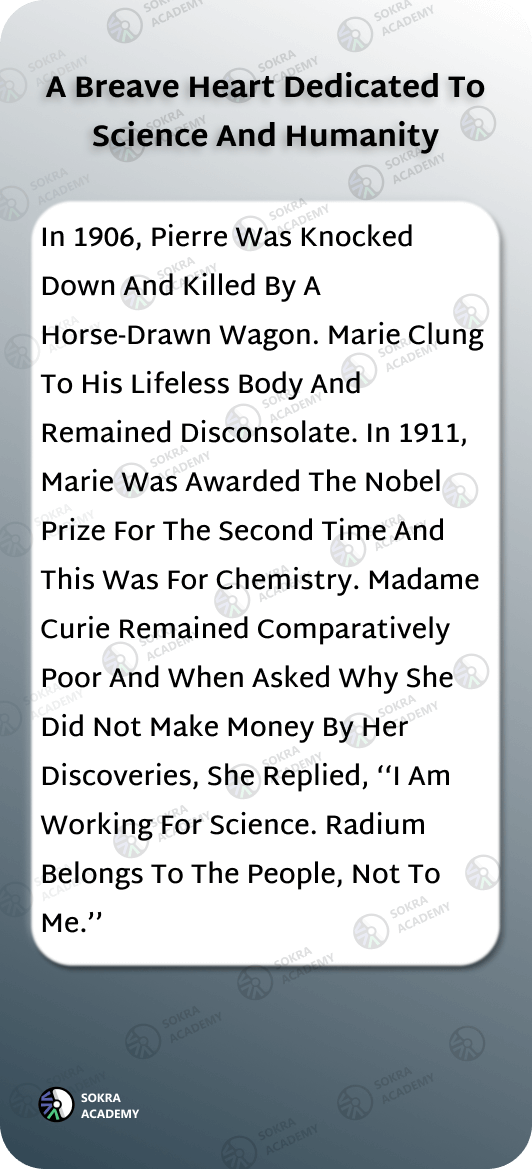 A Breave Heart Dedicated To
Science And Humanity
In 1906, Pierre Was Knocked
Down And Killed By A
Horse-Drawn Wagon. Marie Clung
To His Lifeless Body And
Remained Disconsolate. In 1911,
Marie Was Awarded The Nobel
Prize For The Second Time And
This Was For Chemistry. Madame
Curie Remained Comparatively
Poor And When Asked Why She
Did Not Make Money By Her
Discoveries, She Replied, ‘‘I Am
Working For Science. Radium
Belongs To The People, Not To
Me.’’
SOKRA
ACADEMY